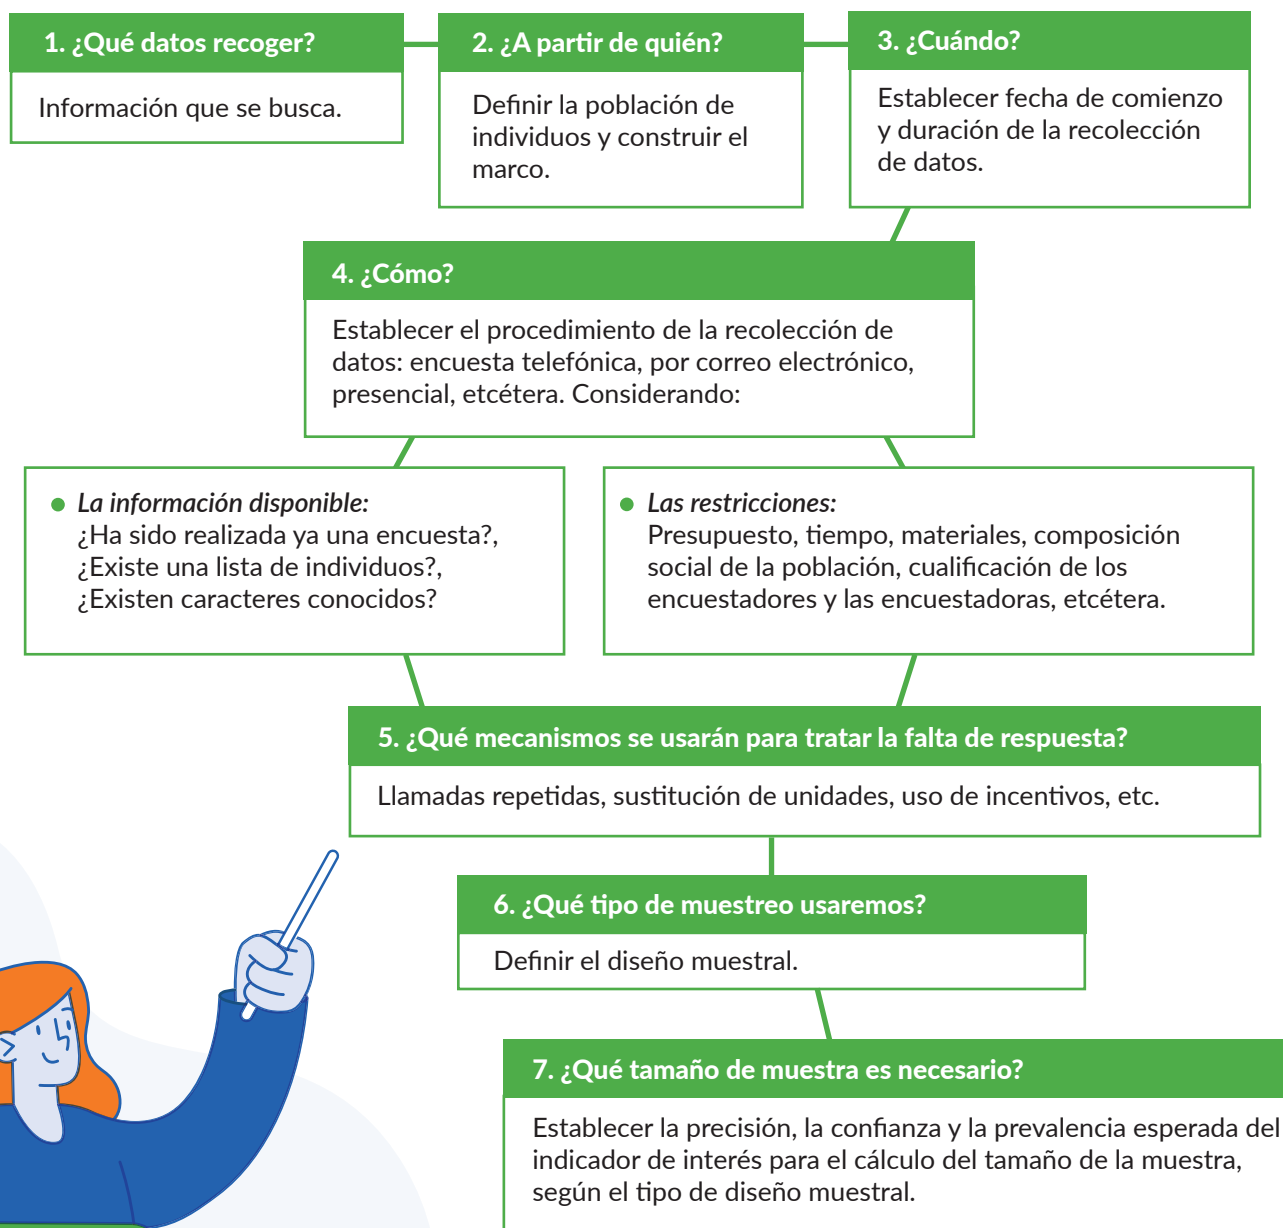 1. ¿Qué datos recoger?
Información que se busca.
2. ¿A partir de quién?
Definir la población de
individuos y construir el
marco.
3. ¿Cuándo?
Establecer fecha de comienzo
y duración de la recolección
de datos.
4. ¿Cómo?
Establecer el procedimiento de la recolección de
datos: encuesta telefónica, por correo electrónico,
presencial, etcétera. Considerando:
● La información disponible:
¿Ha sido realizada ya una encuesta?,
¿Existe una lista de individuos?,
¿Existen caracteres conocidos?
● Las restricciones:
Presupuesto, tiempo, materiales, composición
social de la población, cualificación de los
encuestadores y las encuestadoras, etcétera.
5. ¿Qué mecanismos se usarán para tratar la falta de respuesta?
Llamadas repetidas, sustitución de unidades, uso de incentivos, etc.
6. ¿Qué tipo de muestreo usaremos?
Definir el diseño muestral.
7. ¿Qué tamaño de muestra es necesario?
Establecer la precisión, la confianza y la prevalencia esperada del
indicador de interés para el cálculo del tamaño de la muestra,
según el tipo de diseño muestral.